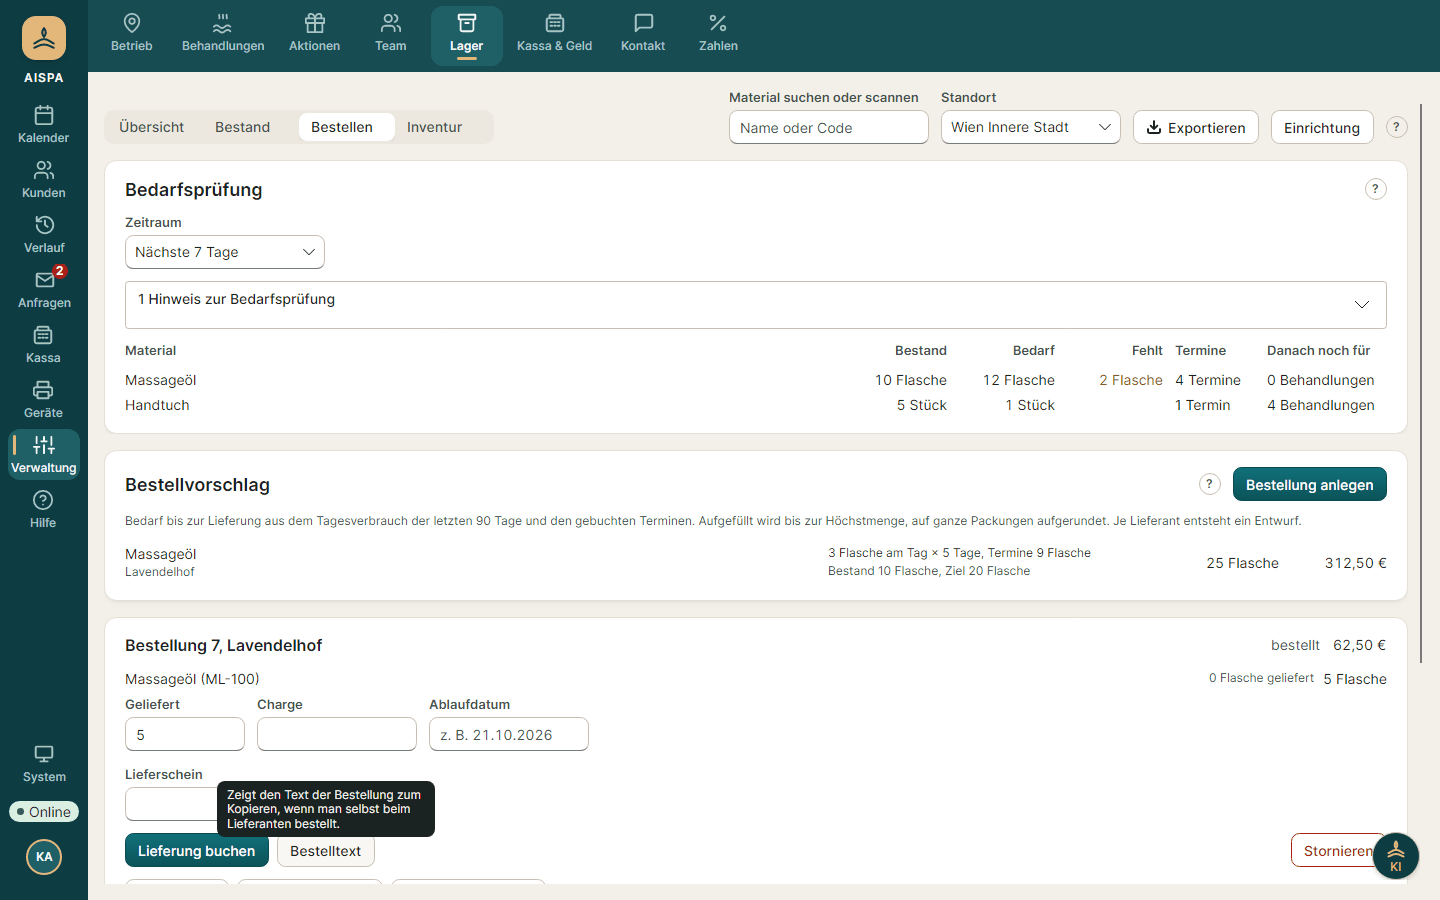 AISPA
Betrieb
Behandlungen
Aktionen
Team
Lager
Kassa & Geld
Kontakt
Zahlen
Kalender
Kunden
Verlauf
2
Anfragen
Kassa
Geräte
Verwaltung
Hilfe
System
Online
KA
Übersicht
Bestand
Bestellen
Inventur
Material suchen oder scannen
Name oder Code
Standort
Wien Innere Stadt
Exportieren
Einrichtung
?
Bedarfsprüfung
?
Zeitraum
Nächste 7 Tage
1 Hinweis zur Bedarfsprüfung
Material Bestand Bedarf Fehlt Termine Danach noch für
Massageöl 10 Flasche 12 Flasche 2 Flasche 4 Termine 0 Behandlungen
Handtuch 5 Stück 1 Stück 1 Termin 4 Behandlungen
Bestellvorschlag
?
Bestellung anlegen
Bedarf bis zur Lieferung aus dem Tagesverbrauch der letzten 90 Tage und den gebuchten Terminen. Aufgefüllt wird bis zur Höchstmenge, auf ganze Packungen aufgerundet. Je Lieferant entsteht ein Entwurf.
Massageöl
Lavendelhof
3 Flasche am Tag × 5 Tage, Termine 9 Flasche
Bestand 10 Flasche, Ziel 20 Flasche
25 Flasche
312,50 €
Bestellung 7, Lavendelhof
bestellt 62,50 €
Massageöl (ML-100)
0 Flasche geliefert 5 Flasche
Geliefert Charge Ablaufdatum
5
z. B. 21.10.2026
Lieferschein
Zeigt den Text der Bestellung zum
Kopieren, wenn man selbst beim
Lieferanten bestellt.
Lieferung buchen
Bestelltext
Stornieren
KI